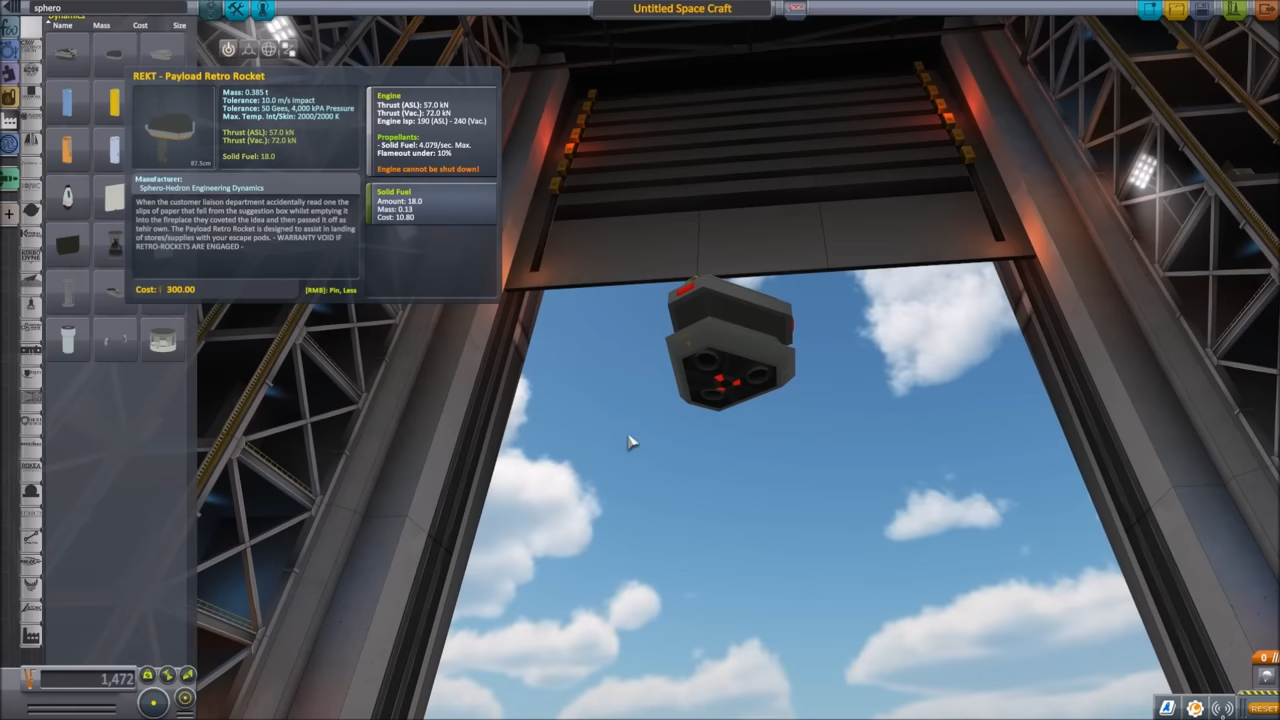 sphero
Untitled Space Craft
Dynamics
Name Mass Cost Size
REKT - Payload Retro Rocket
Mass: 0.385 t
Tolerance: 10.0 m/s Impact
Tolerance: 50 Gees, 4,000 kPA Pressure
Max. Temp. Int/Skin: 2000/2000 K
Thrust (ASL): 57.0 kN
Thrust (Vac.): 72.0 kN
Solid Fuel: 18.0
87.5cm
Manufacturer:
Sphero-Hedron Engineering Dynamics
When the customer liaison department accidentally read one the
slips of paper that fell from the suggestion box whilst emptying it
into the fireplace they coveted the idea and then passed it off as
tehir own. The Payload Retro Rocket is designed to assist in landing
of stores/supplies with your escape pods. - WARRANTY VOID IF
RETRO-ROCKETS ARE ENGAGED -
Cost: 300.00
[RMB]: Pin, Less
Engine
Thrust (ASL): 57.0 kN
Thrust (Vac.): 72.0 kN
Engine Isp: 190 (ASL) - 240 (Vac.)
Propellants:
- Solid Fuel: 4.079/sec. Max.
Flameout under: 10%
Engine cannot be shut down!
Solid Fuel
Amount: 18.0
Mass: 0.13
Cost: 10.80
1,472
0
RESET